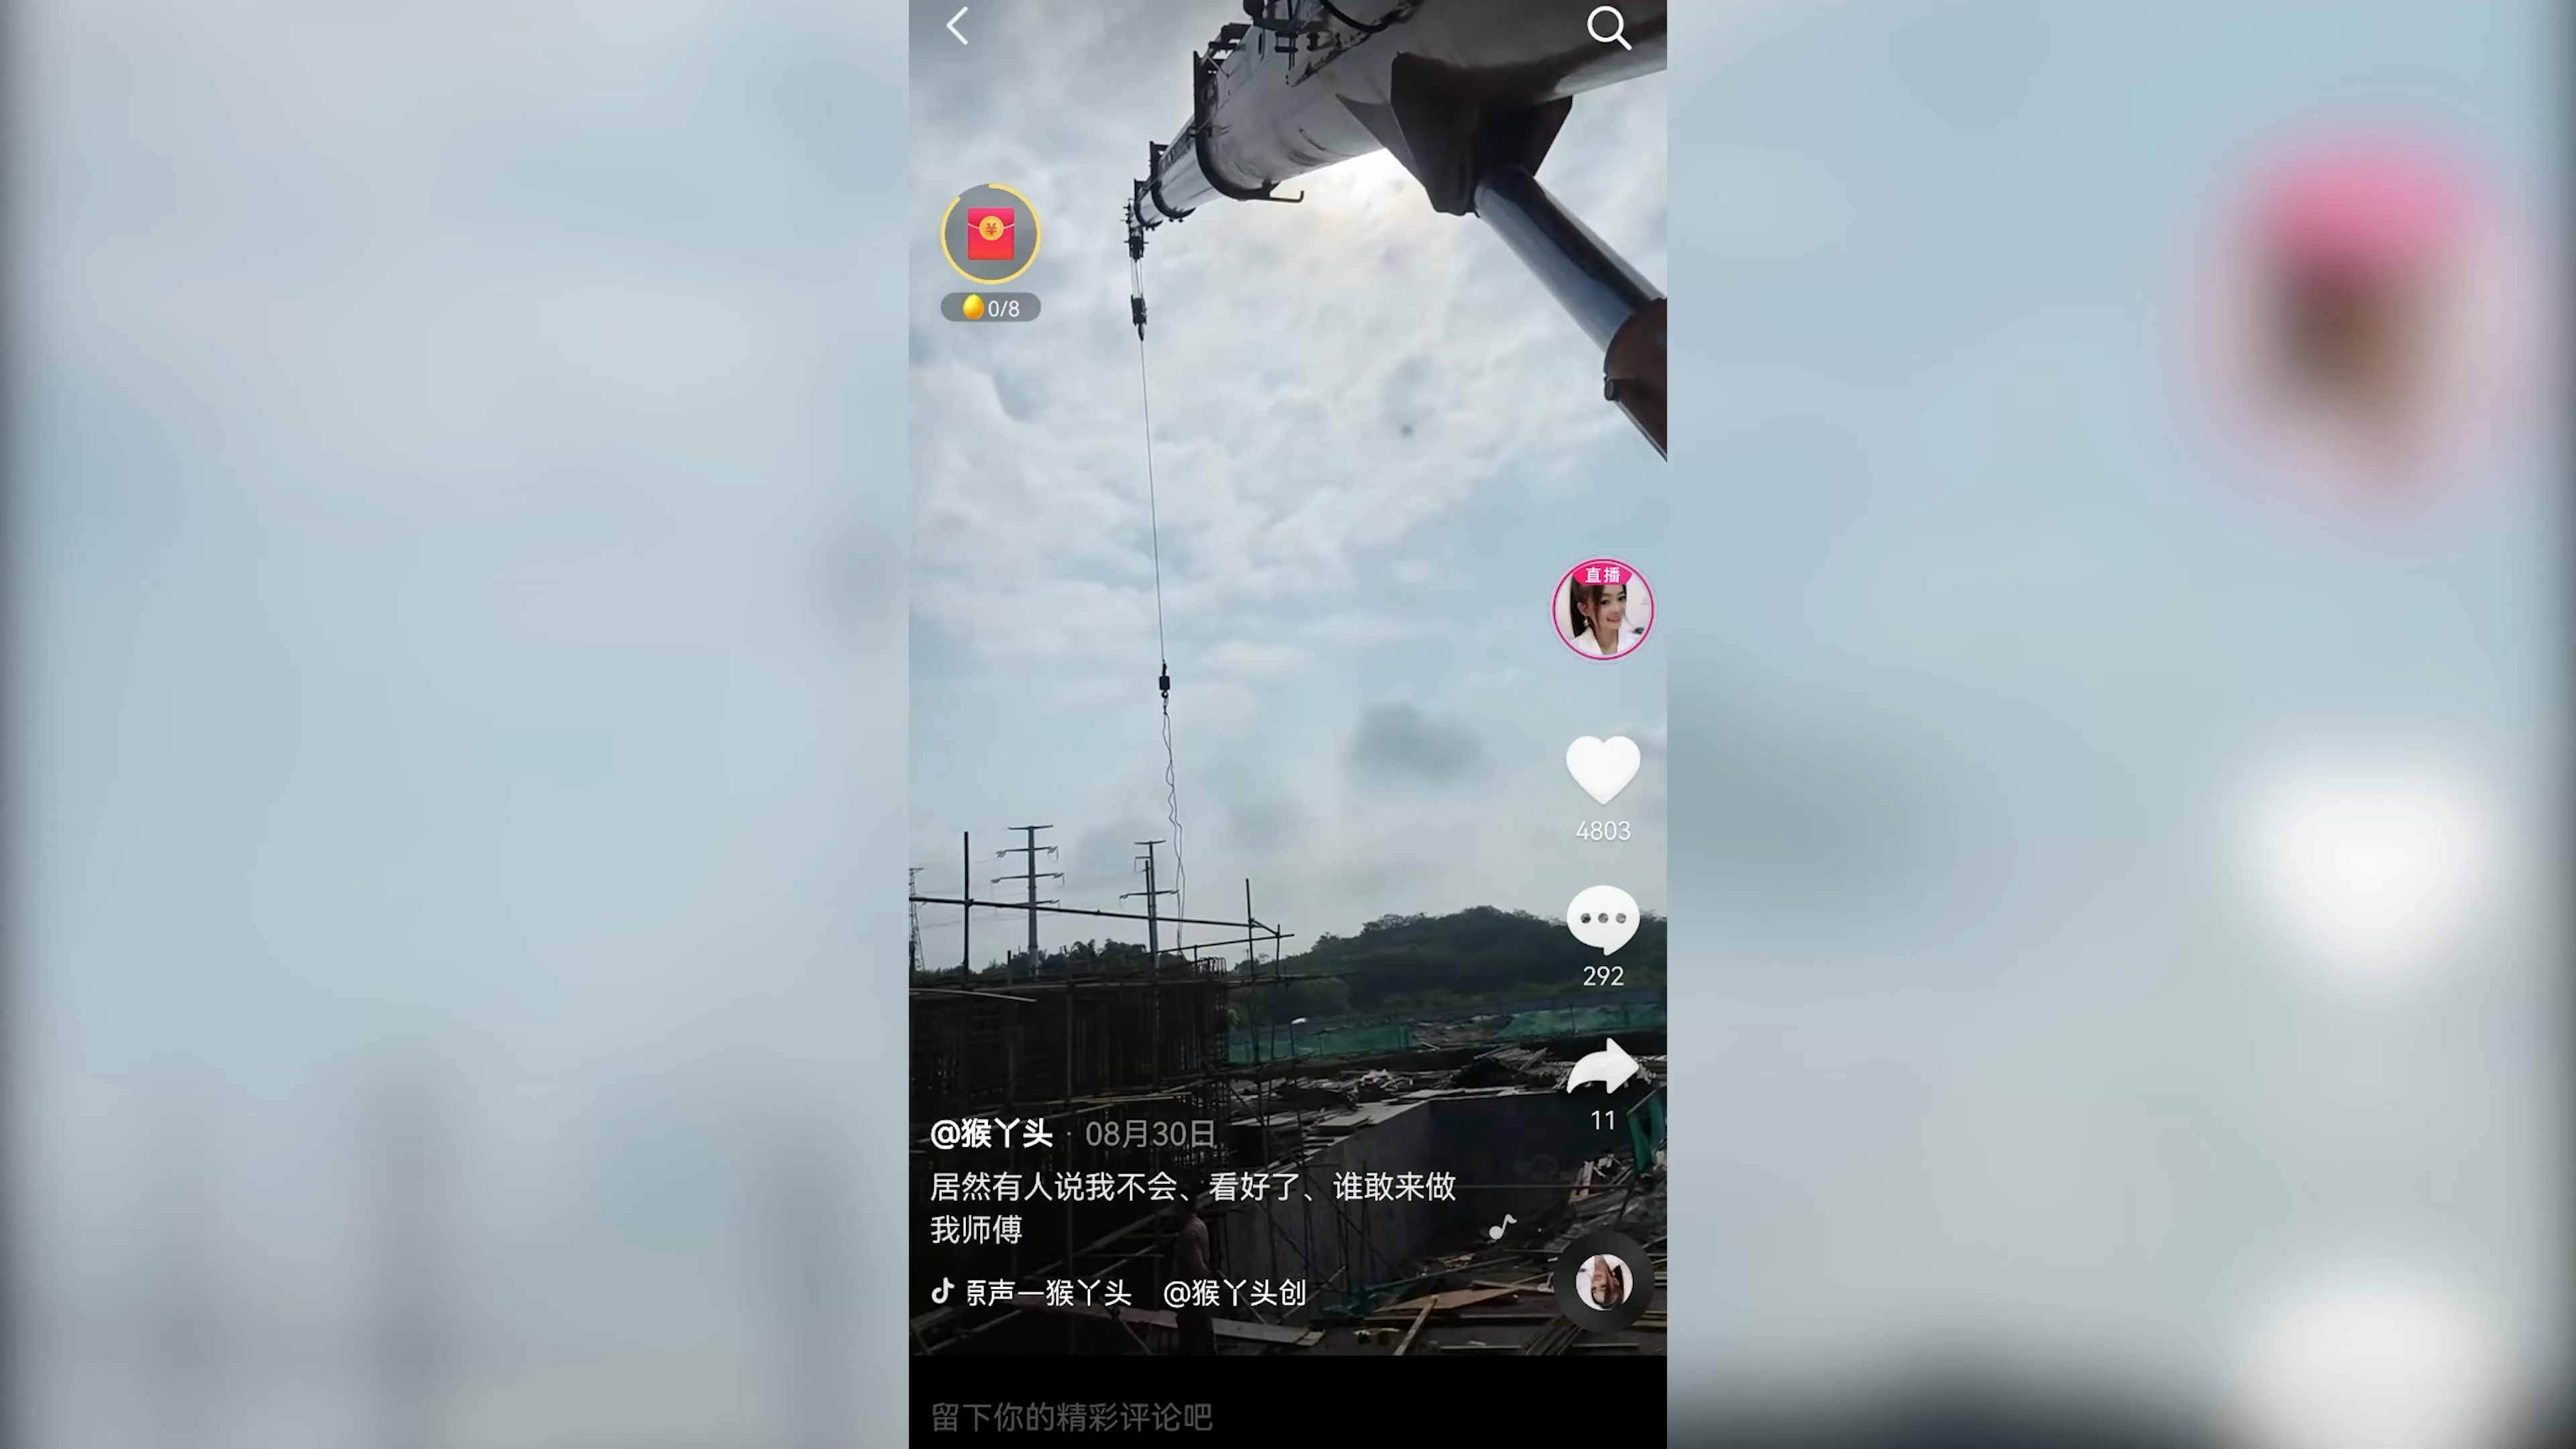 0/8
直播
4803
292
11
@猴丫头 · 08月30日
居然有人说我不会、看好了、谁敢来做
我师傅
原声一猴丫头 @猴丫头创
留下你的精彩评论吧